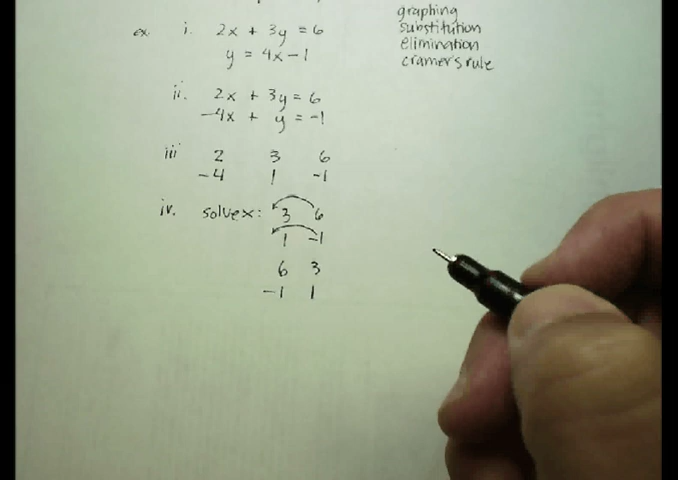 graphing
substitution
elimination
cramer's rule
ex. i. 2x + 3y = 6
y = 4x - 1
ii. 2x + 3y = 6
-4x + y = -1
iii 2 3 6
-4 1 -1
iv. solve x: 3 6
1 -1
6 3
-1 1